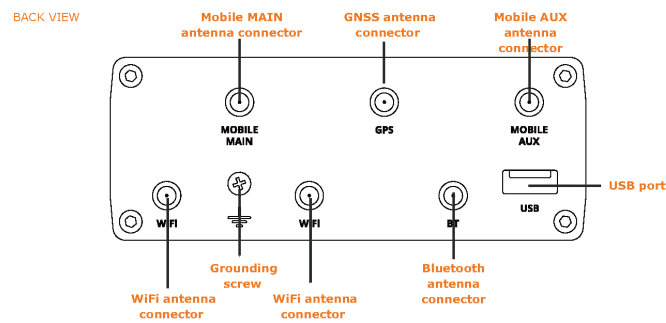 BACK VIEW
Mobile MAIN
antenna connector
GNSS antenna
connector
Mobile AUX
antenna
connector
MOBILE
MAIN
GPS
MOBILE
AUX
USB port
USB
WiFi
WiFi
BT
Grounding
screw
Bluetooth
antenna
connector
WiFi antenna
connector
WiFi antenna
connector